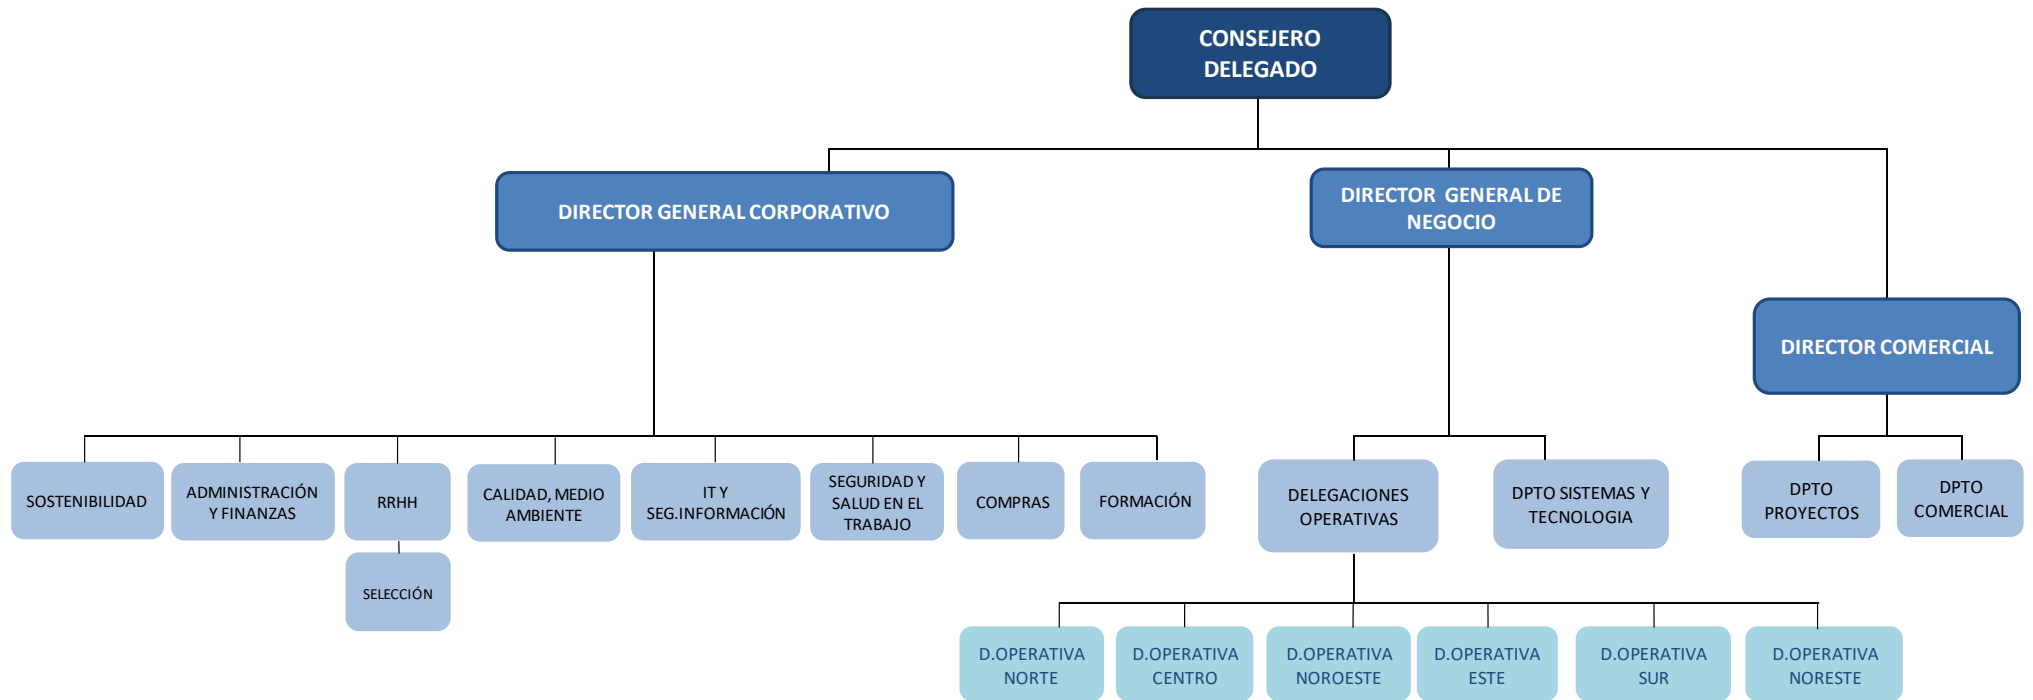 CONSEJERO
DELEGADO
DIRECTOR GENERAL CORPORATIVO
DIRECTOR GENERAL DE
NEGOCIO
DIRECTOR COMERCIAL
SOSTENIBILIDAD
ADMINISTRACIÓN
Y FINANZAS
RRHH
CALIDAD, MEDIO
AMBIENTE
IT Y
SEG.INFORMACIÓN
SEGURIDAD Y
SALUD EN EL
TRABAJO
COMPRAS
FORMACIÓN
DELEGACIONES
OPERATIVAS
DPTO SISTEMAS Y
TECNOLOGIA
DPTO
PROYECTOS
DPTO
COMERCIAL
SELECCIÓN
D.OPERATIVA
NORTE
D.OPERATIVA
CENTRO
D.OPERATIVA
NOROESTE
D.OPERATIVA
ESTE
D.OPERATIVA
SUR
D.OPERATIVA
NORESTE